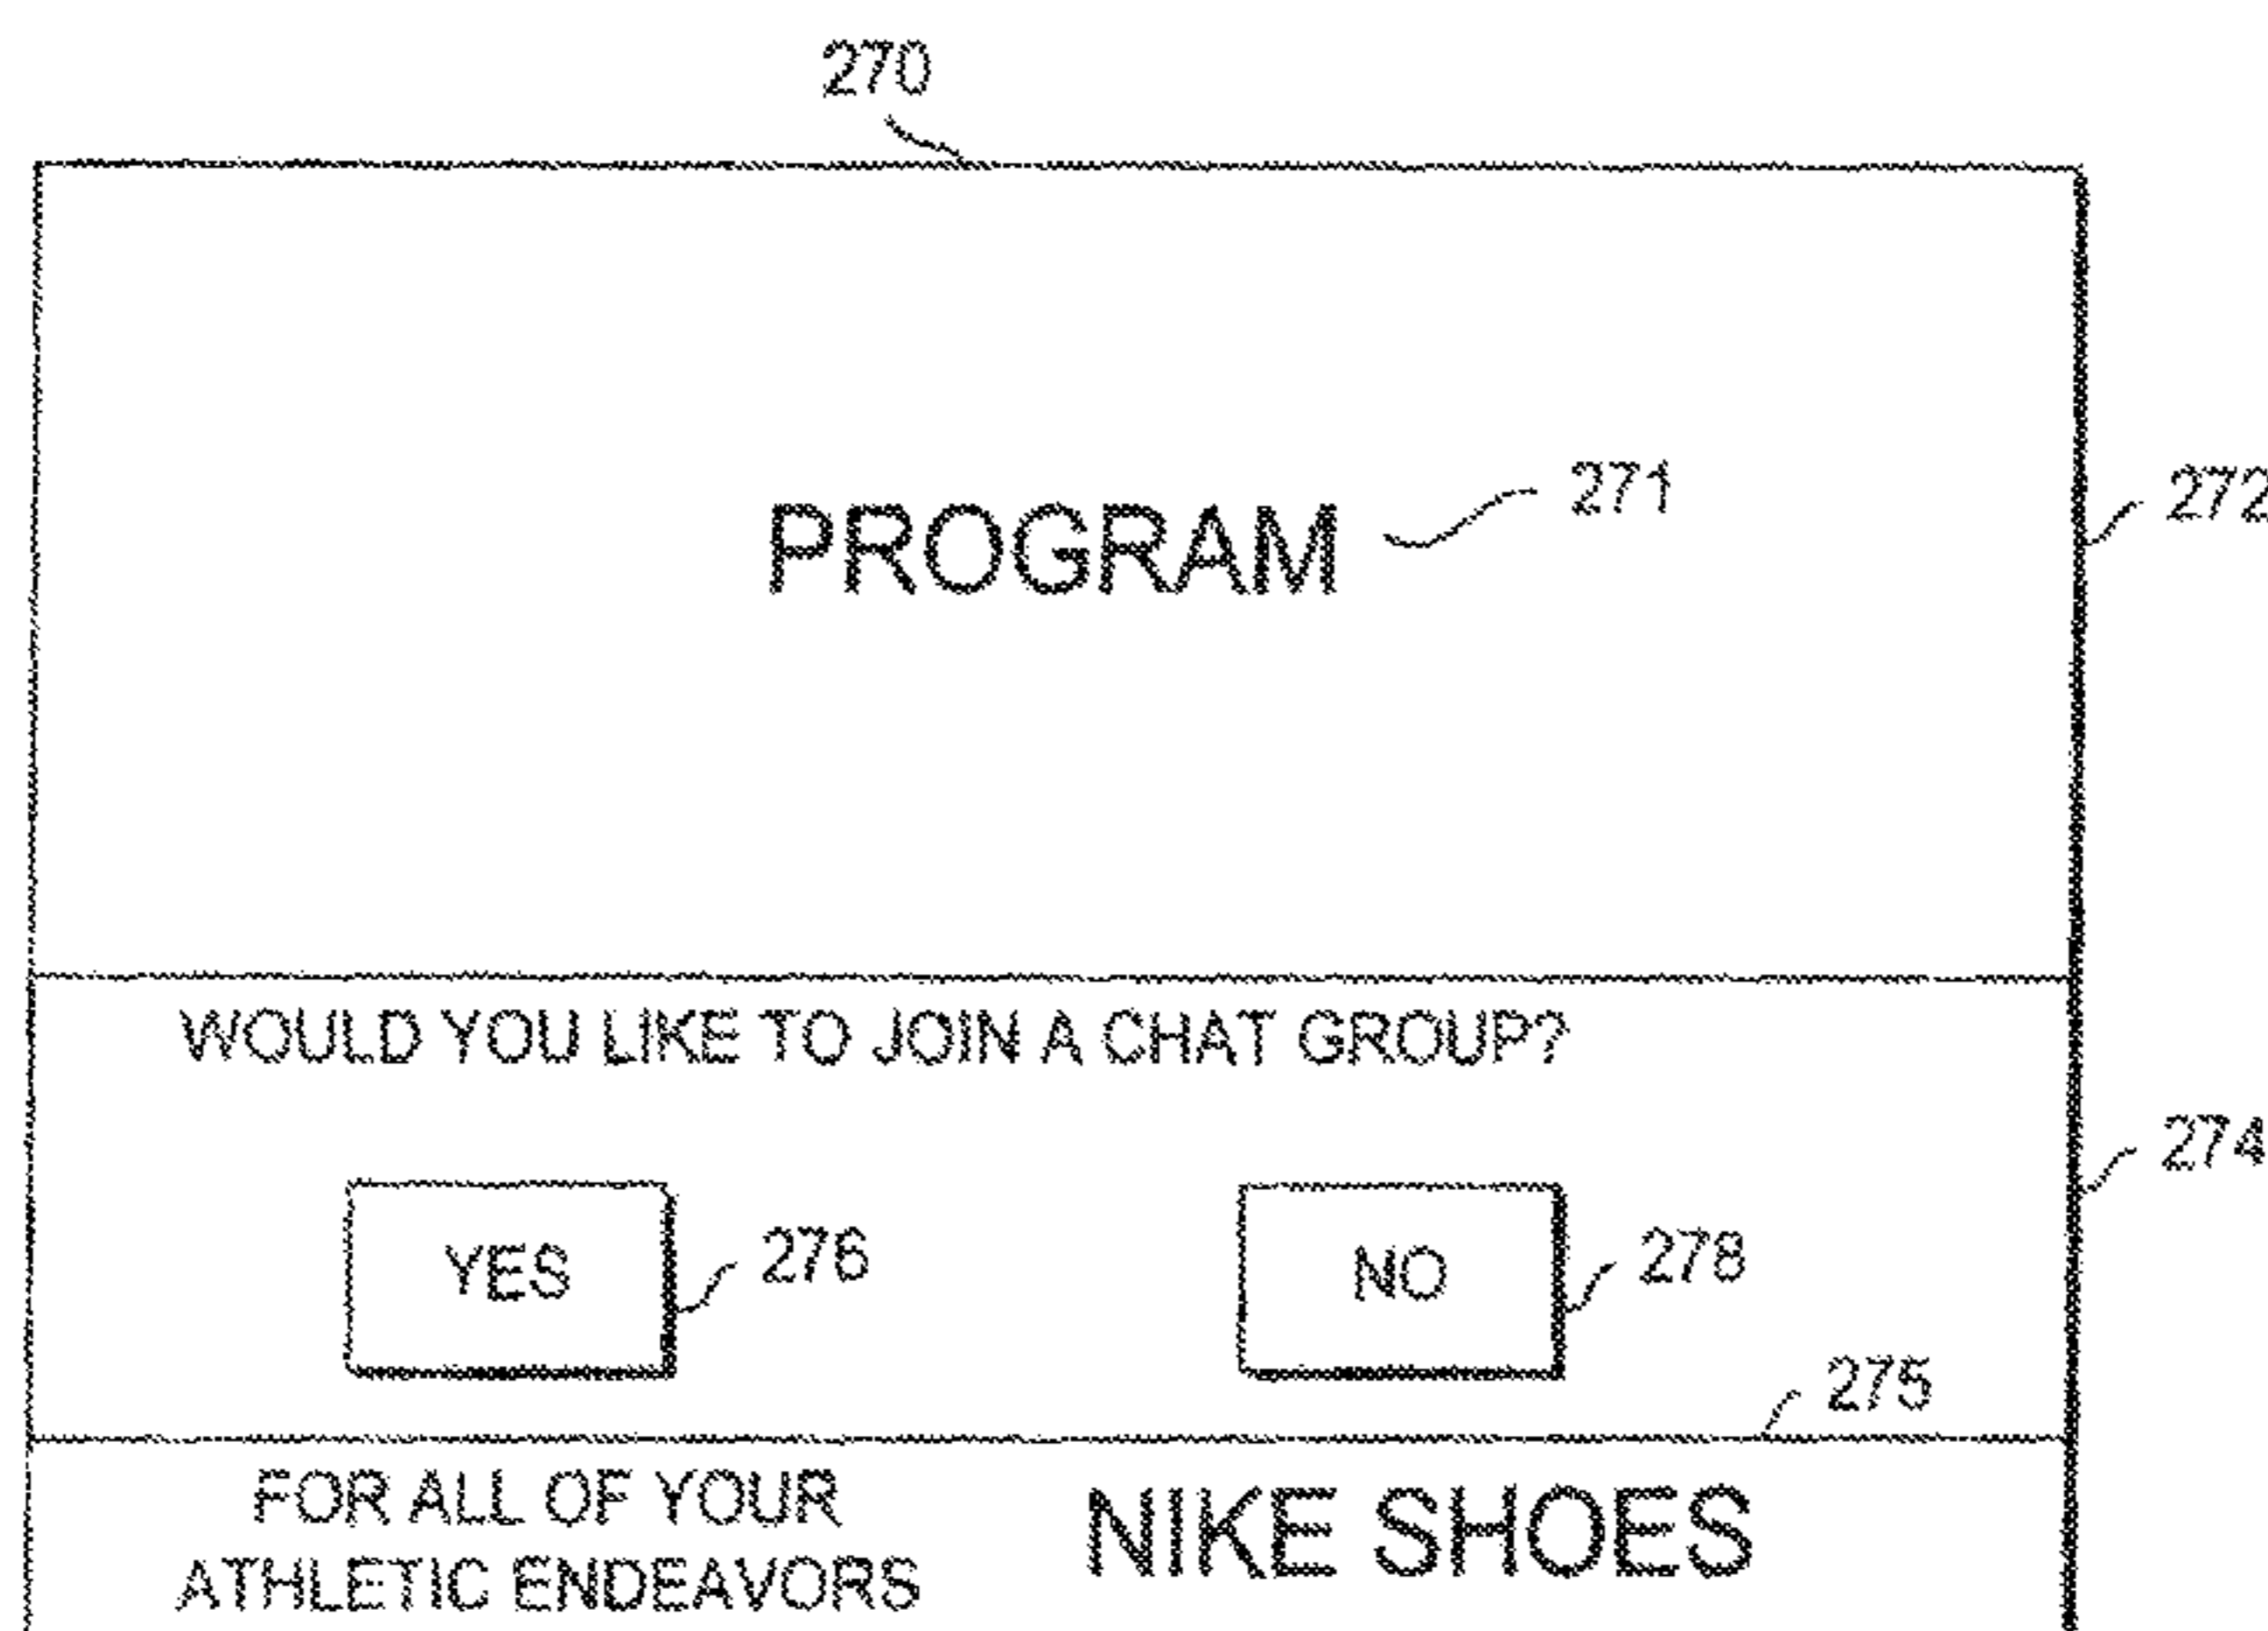 270
PROGRAM
271
272
WOULD YOU LIKE TO JOIN A CHAT GROUP?
274
YES
276
NO
278
275
FOR ALL OF YOUR
ATHLETIC ENDEAVORS
NIKE SHOES